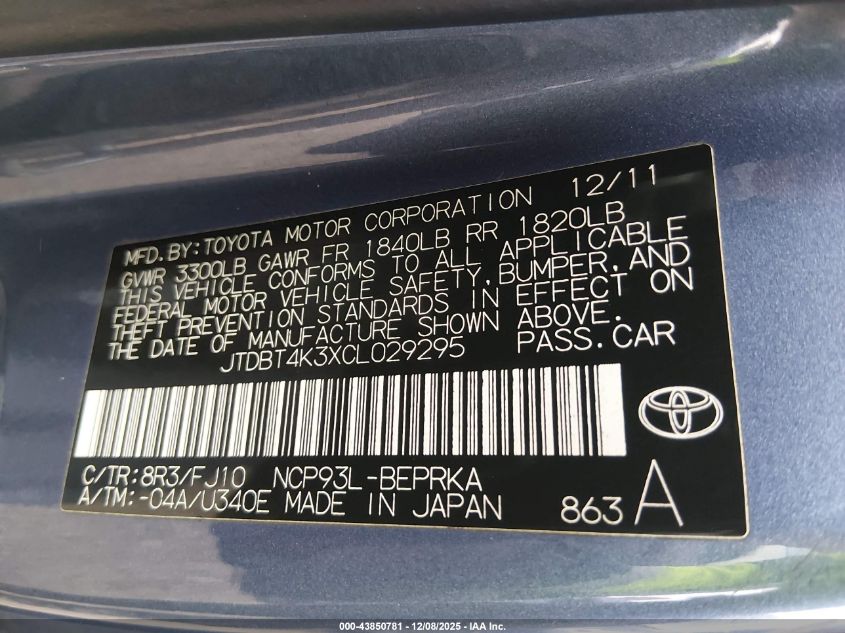 MFD. BY: TOYOTA MOTOR CORPORATION 12/11
GVWR 3300LB GAWR FR 1840LB RR 1820LB
THIS VEHICLE CONFORMS TO ALL APPLICABLE
FEDERAL MOTOR VEHICLE SAFETY, BUMPER, AND
THEFT PREVENTION STANDARDS IN EFFECT ON
THE DATE OF MANUFACTURE SHOWN ABOVE.
JTDBT4K3XCL029295 PASS. CAR
C/TR: 8R3/FJ10 NCP93L-BEPRKA
A/TM: -04A/U340E MADE IN JAPAN 863 A
000-43850781 - 12/08/2025 - IAA Inc.